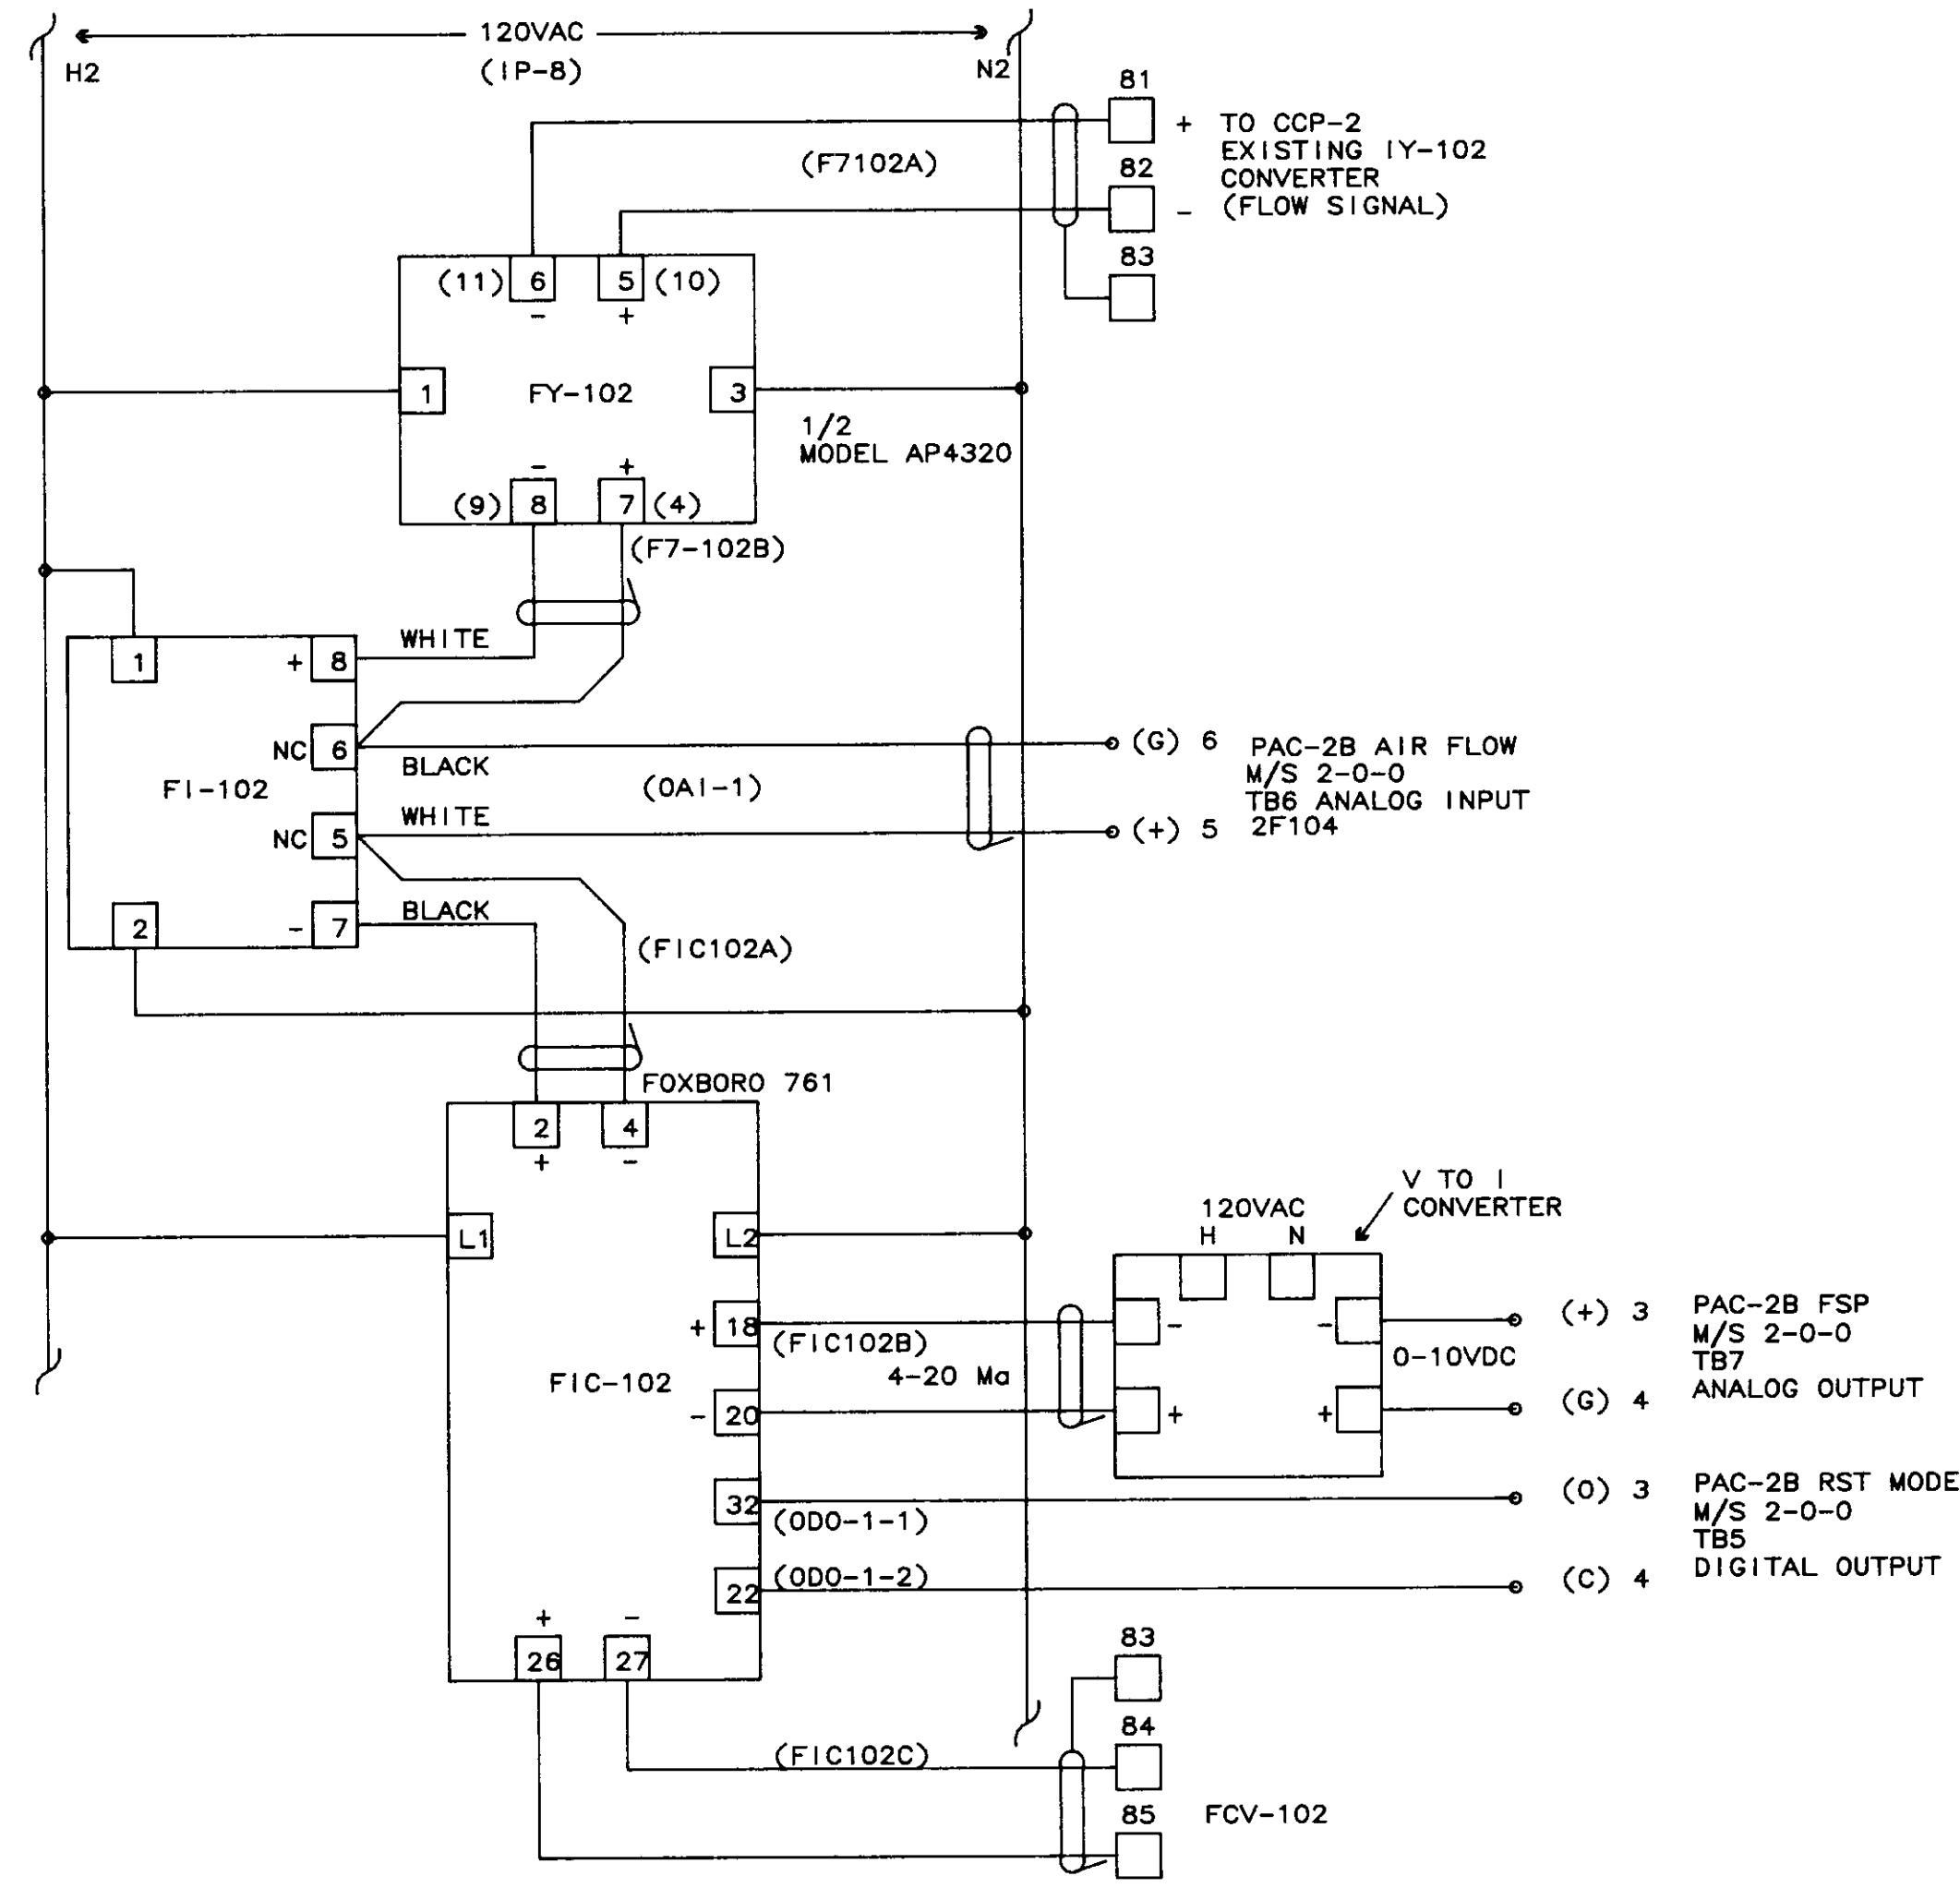 120VAC
(IP-8)
H2
N2
81
+ TO CCP-2
EXISTING IY-102
CONVERTER
(FLOW SIGNAL)
(F7102A)
82
-
83
(11) 6 5 (10)
- +
1 FY-102 3
1/2
MODEL AP4320
- +
(9) 8 7 (4)
(F7-102B)
WHITE
1 + 8
NC 6
BLACK
(G) 6
PAC-2B AIR FLOW
M/S 2-0-0
TB6 ANALOG INPUT
2F104
FI-102
(OAI-1)
WHITE
NC 5
(+) 5
BLACK
2 - 7
(FIC102A)
FOXBORO 761
2 4
+ -
L1 L2
V TO I
CONVERTER
120VAC
H N
+ 18
(FIC102B)
- -
0-10VDC
(+) 3
PAC-2B FSP
M/S 2-0-0
TB7
ANALOG OUTPUT
FIC-102
4-20 Ma
- 20
+ +
(G) 4
32
(ODO-1-1)
(O) 3
PAC-2B RST MODE
M/S 2-0-0
TB5
DIGITAL OUTPUT
(ODO-1-2)
22
(C) 4
+ -
26 27
83
84
(FIC102C)
85
FCV-102